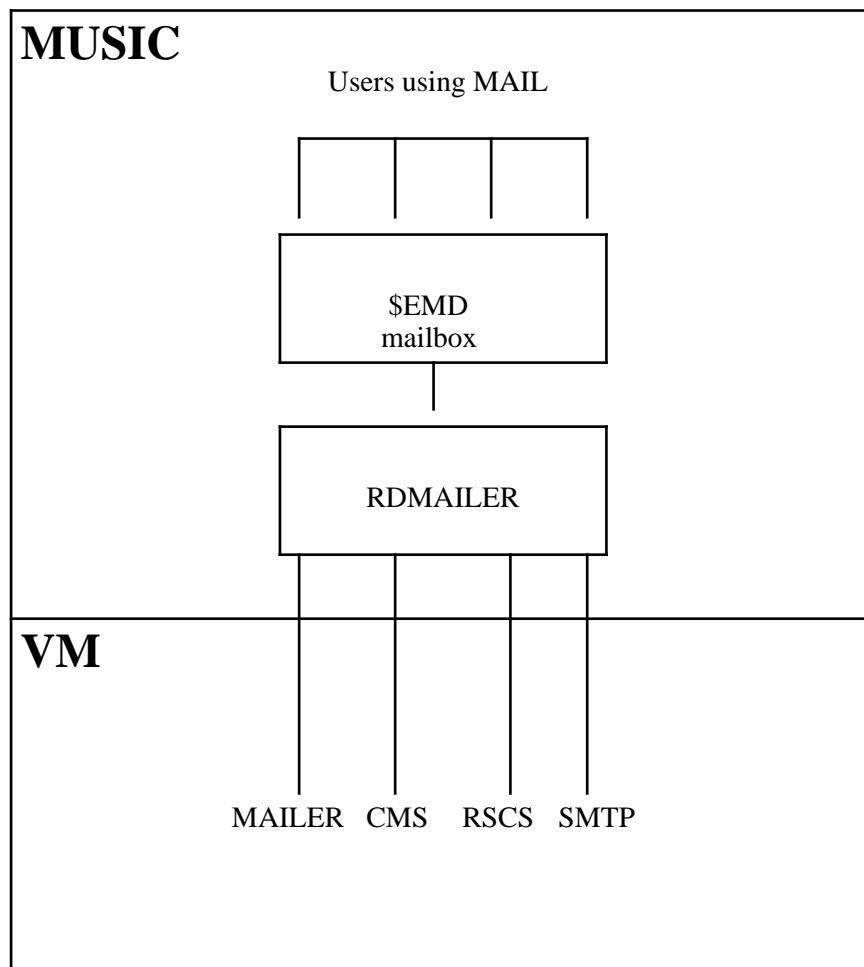 MUSIC
Users using MAIL
$EMD
mailbox
RDMAILER
VM
MAILER CMS RSCS SMTP